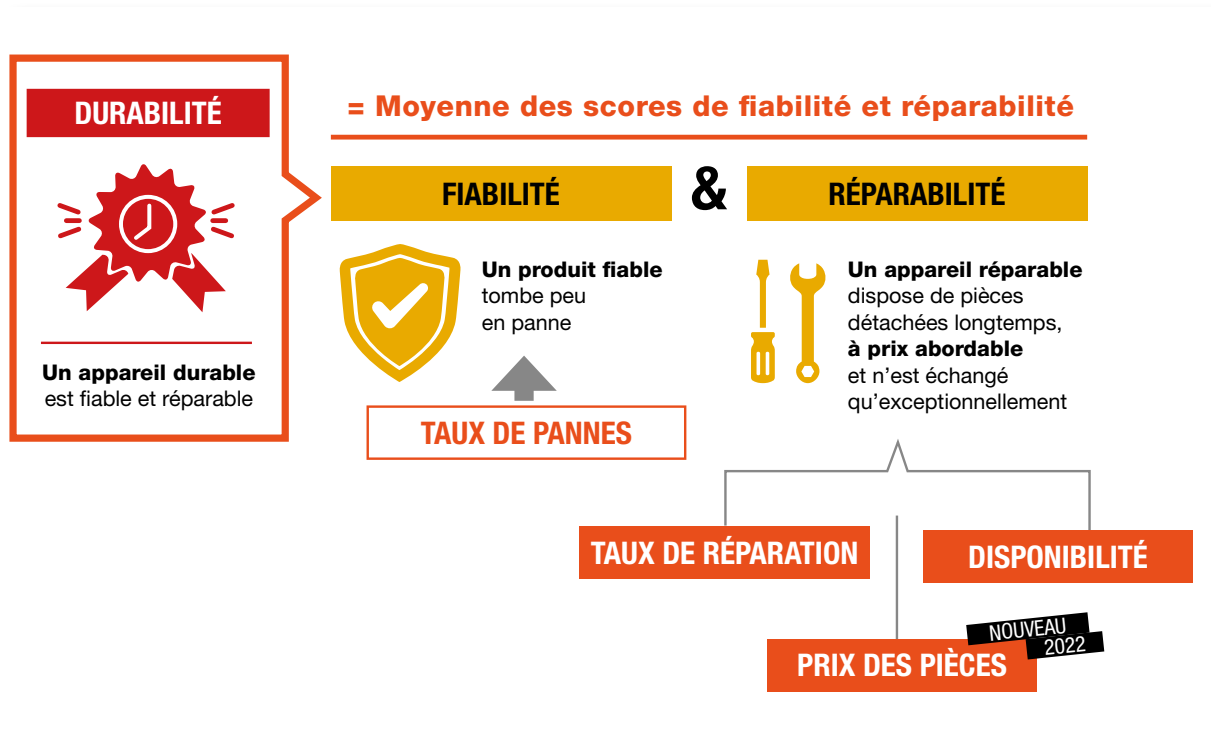 DURABILITÉ
Un appareil durable
est fiable et réparable
= Moyenne des scores de fiabilité et réparabilité
FIABILITÉ
&
RÉPARABILITÉ
Un produit fiable
tombe peu
en panne
TAUX DE PANNES
Un appareil réparable
dispose de pièces
détachées longtemps,
à prix abordable
et n’est échangé
qu’exceptionnellement
TAUX DE RÉPARATION
DISPONIBILITÉ
PRIX DES PIÈCES
NOUVEAU
2022